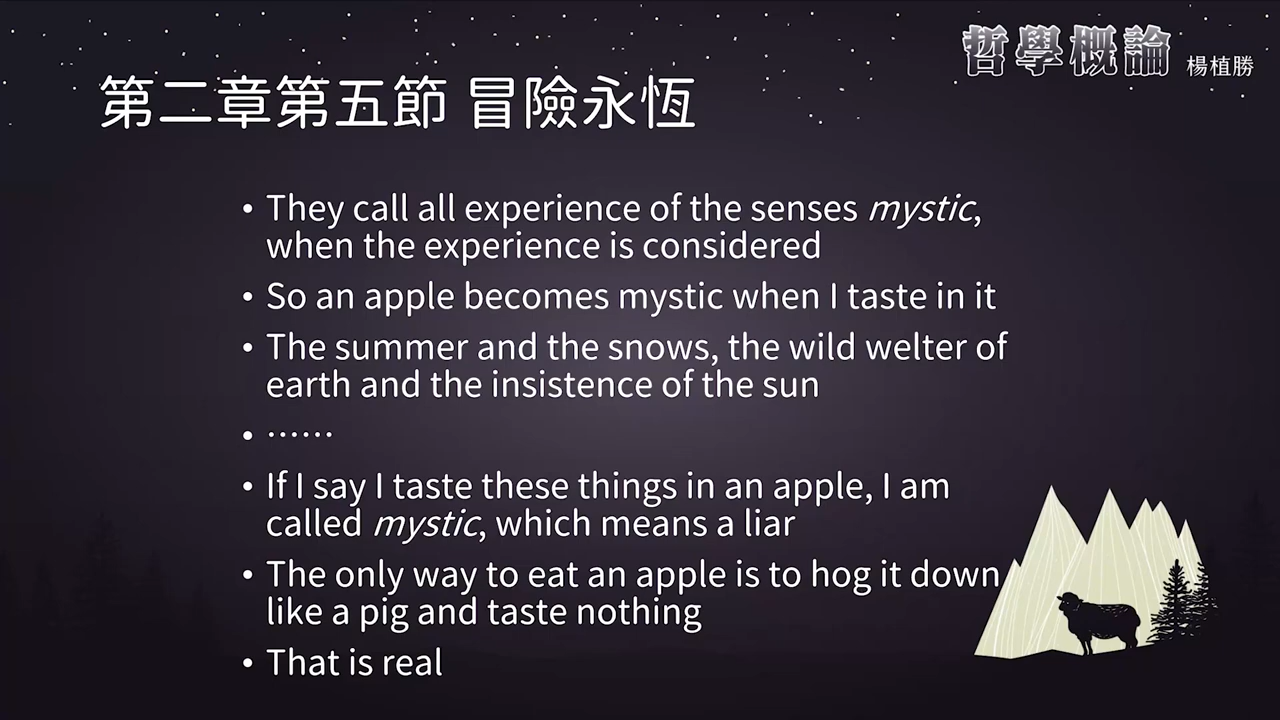 哲學概論 楊植勝
第二章第五節 冒險永恆
• They call all experience of the senses mystic,
when the experience is considered
• So an apple becomes mystic when I taste in it
• The summer and the snows, the wild welter of
earth and the insistence of the sun
• ······
• If I say I taste these things in an apple, I am
called mystic, which means a liar
• The only way to eat an apple is to hog it down
like a pig and taste nothing
• That is real